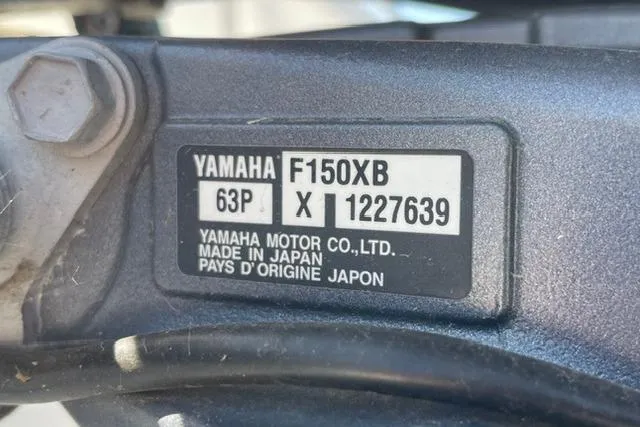 YAMAHA F150XB
63P X 1227639
YAMAHA MOTOR CO.,LTD.
MADE IN JAPAN
PAYS D'ORIGINE JAPON